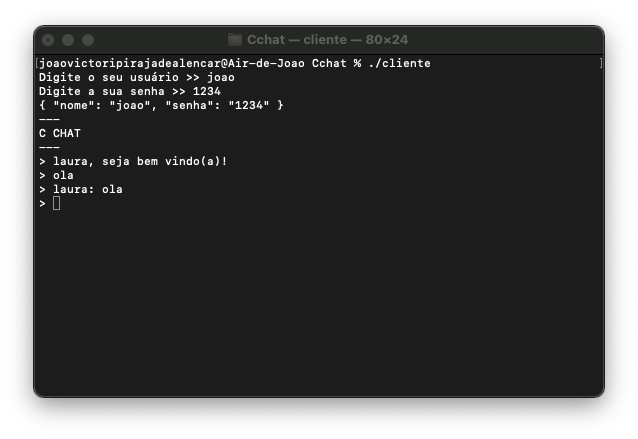 Cchat — cliente — 80×24
[joaovictoripirajadealencar@Air-de-Joao Cchat % ./cliente ]
Digite o seu usuário >> joao
Digite a sua senha >> 1234
{ "nome": "joao", "senha": "1234" }
---
C CHAT
---
> laura, seja bem vindo(a)!
> ola
> laura: ola
>